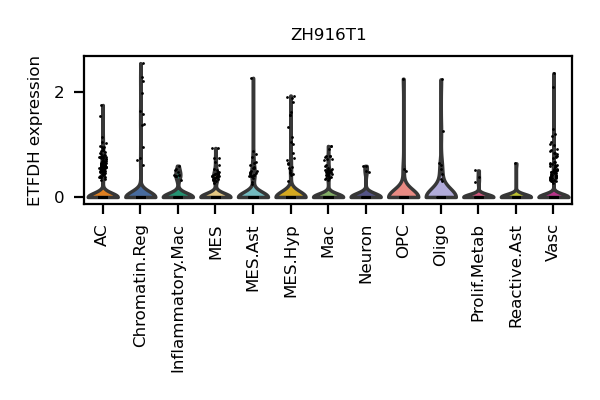 ZH916T1
ETFDH expression
2
0
AC
Chromatin.Reg
Inflammatory.Mac
MES
MES.Ast
MES.Hyp
Mac
Neuron
OPC
Oligo
Prolif.Metab
Reactive.Ast
Vasc